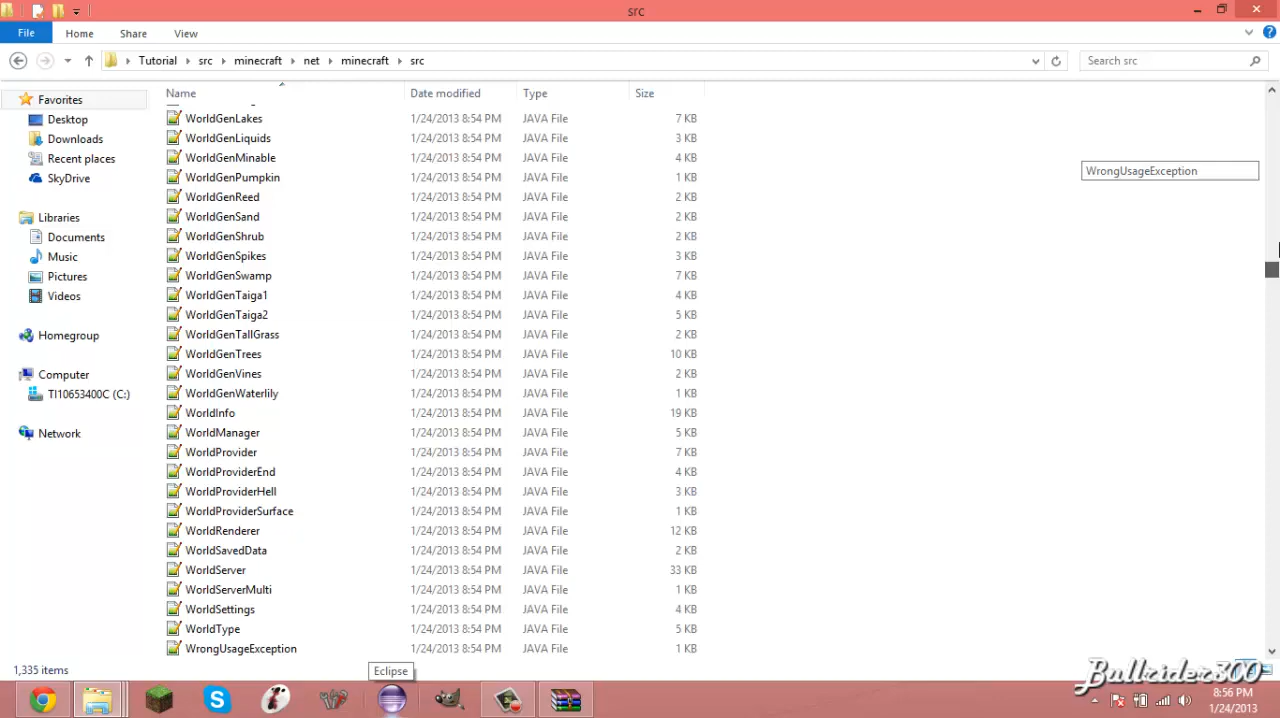 src
File Home Share View
Tutorial src minecraft net minecraft src
Search src
Name Date modified Type Size
Favorites
Desktop
Downloads
Recent places
SkyDrive
Libraries
Documents
Music
Pictures
Videos
Homegroup
Computer
TI10653400C (C:)
Network
WorldGenLakes 1/24/2013 8:54 PM JAVA File 7 KB
WorldGenLiquids 1/24/2013 8:54 PM JAVA File 3 KB
WorldGenMinable 1/24/2013 8:54 PM JAVA File 4 KB
WorldGenPumpkin 1/24/2013 8:54 PM JAVA File 1 KB
WorldGenReed 1/24/2013 8:54 PM JAVA File 2 KB
WorldGenSand 1/24/2013 8:54 PM JAVA File 2 KB
WorldGenShrub 1/24/2013 8:54 PM JAVA File 2 KB
WorldGenSpikes 1/24/2013 8:54 PM JAVA File 3 KB
WorldGenSwamp 1/24/2013 8:54 PM JAVA File 7 KB
WorldGenTaiga1 1/24/2013 8:54 PM JAVA File 4 KB
WorldGenTaiga2 1/24/2013 8:54 PM JAVA File 5 KB
WorldGenTallGrass 1/24/2013 8:54 PM JAVA File 2 KB
WorldGenTrees 1/24/2013 8:54 PM JAVA File 10 KB
WorldGenVines 1/24/2013 8:54 PM JAVA File 2 KB
WorldGenWaterlily 1/24/2013 8:54 PM JAVA File 1 KB
WorldInfo 1/24/2013 8:54 PM JAVA File 19 KB
WorldManager 1/24/2013 8:54 PM JAVA File 5 KB
WorldProvider 1/24/2013 8:54 PM JAVA File 7 KB
WorldProviderEnd 1/24/2013 8:54 PM JAVA File 4 KB
WorldProviderHell 1/24/2013 8:54 PM JAVA File 3 KB
WorldProviderSurface 1/24/2013 8:54 PM JAVA File 1 KB
WorldRenderer 1/24/2013 8:54 PM JAVA File 12 KB
WorldSavedData 1/24/2013 8:54 PM JAVA File 2 KB
WorldServer 1/24/2013 8:54 PM JAVA File 33 KB
WorldServerMulti 1/24/2013 8:54 PM JAVA File 1 KB
WorldSettings 1/24/2013 8:54 PM JAVA File 4 KB
WorldType 1/24/2013 8:54 PM JAVA File 5 KB
WrongUsageException 1/24/2013 8:54 PM JAVA File 1 KB
WrongUsageException
1,335 items
Eclipse
Bullrider300
8:56 PM
1/24/2013